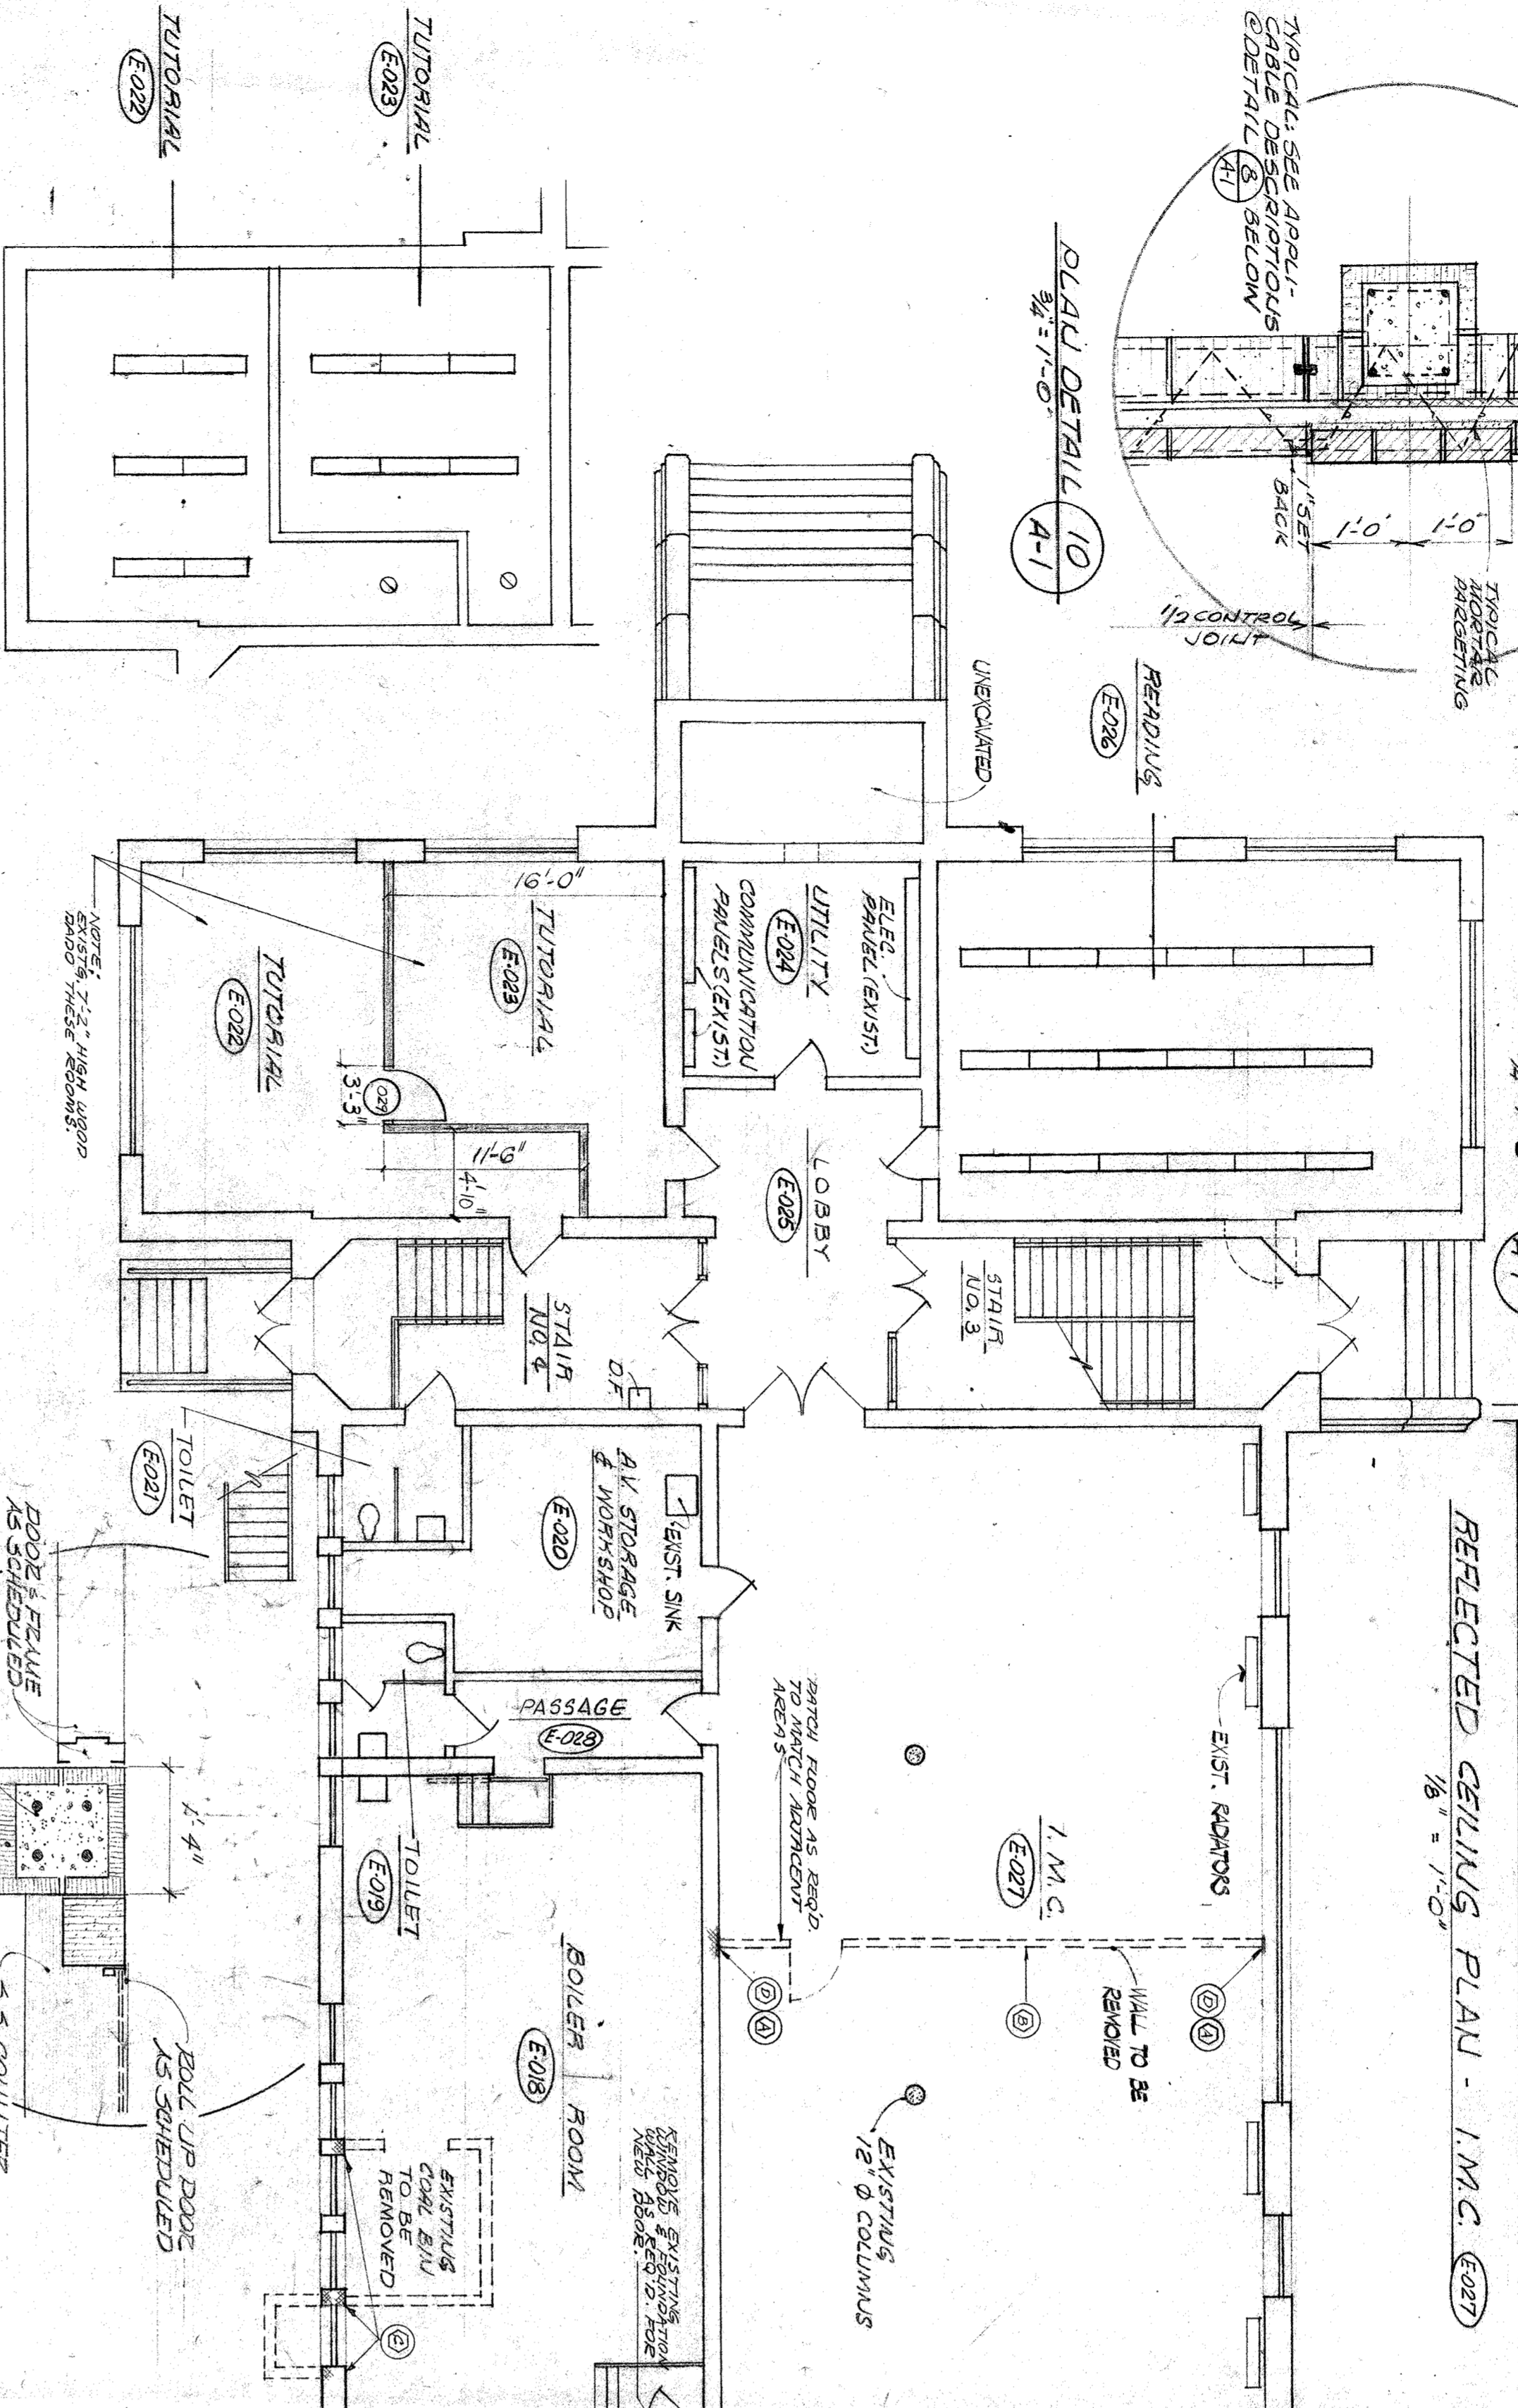 TYPICAL: SEE APPLI-
CABLE DESCRIPTIONS
@ DETAIL 8 A-1 BELOW
1" SET
BACK
1'-0"
1'-0"
1/2 CONTROL
JOINT
TYPICAL
MORTAR
PARGETING
PLAN DETAIL
3/4" = 1'-0"
10
A-1
REFLECTED CEILING PLAN - I.M.C. E-027
1/8" = 1'-0"
READING
E-026
TUTORIAL
E-023
TUTORIAL
E-022
UNEXCAVATED
ELEC.
PANEL (EXIST.)
UTILITY
E-024
COMMUNICATION
PANELS (EXIST.)
16'-0"
TUTORIAL
E-023
TUTORIAL
E-022
029
3'-3"
11'-9"
4'-10"
NOTE:
EXIST'G. 7'-2" HIGH WOOD
DADO THESE ROOMS.
LOBBY
E-025
STAIR
NO. 3
STAIR
NO. 4
D.F.
TOILET
E-021
EXIST. SINK
A.V. STORAGE
& WORKSHOP
E-020
PASSAGE
E-028
TOILET
E-019
EXIST. RADIATORS
I.M.C.
E-027
PATCH FLOOR AS REQ'D.
TO MATCH ADJACENT
AREAS
WALL TO BE
REMOVED
D A
B
D A
EXISTING
12" Ø COLUMNS
BOILER ROOM
E-018
REMOVE EXISTING
WINDOW & FOUNDATION
WALL AS REQ'D. FOR
NEW DOOR.
EXISTING
COAL BIN
TO BE
REMOVED
C
DOOR & FRAME
AS SCHEDULED
1'-4"
ROLL UP DOOR
AS SCHEDULED